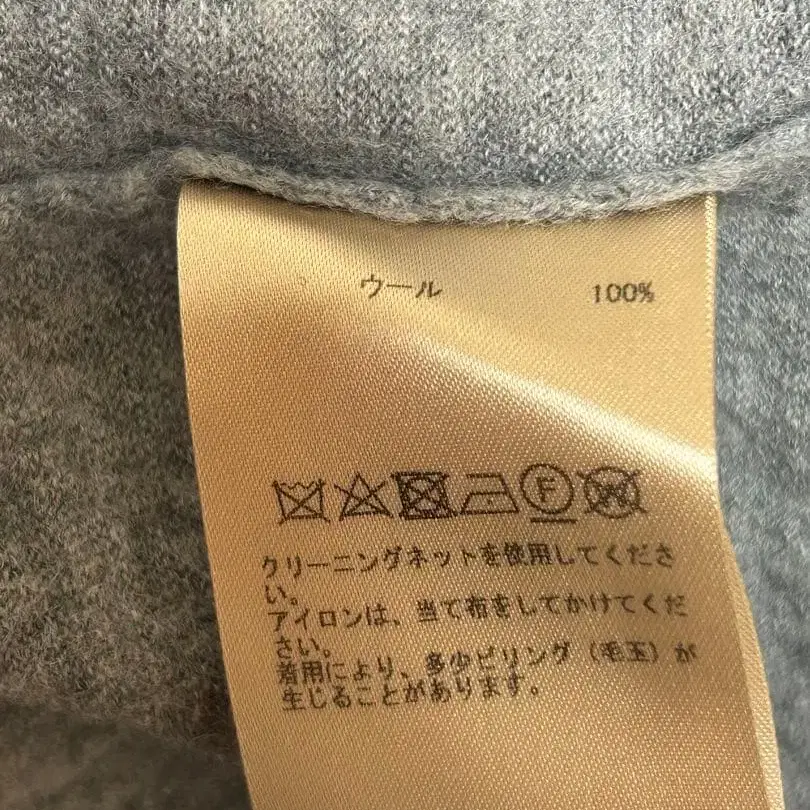 ウール 100%
F W
クリーニングネットを使用してくださ
い。
アイロンは、当て布をしてかけてくだ
さい。
着用により、多少ピリング（毛玉）が
生じることがあります。